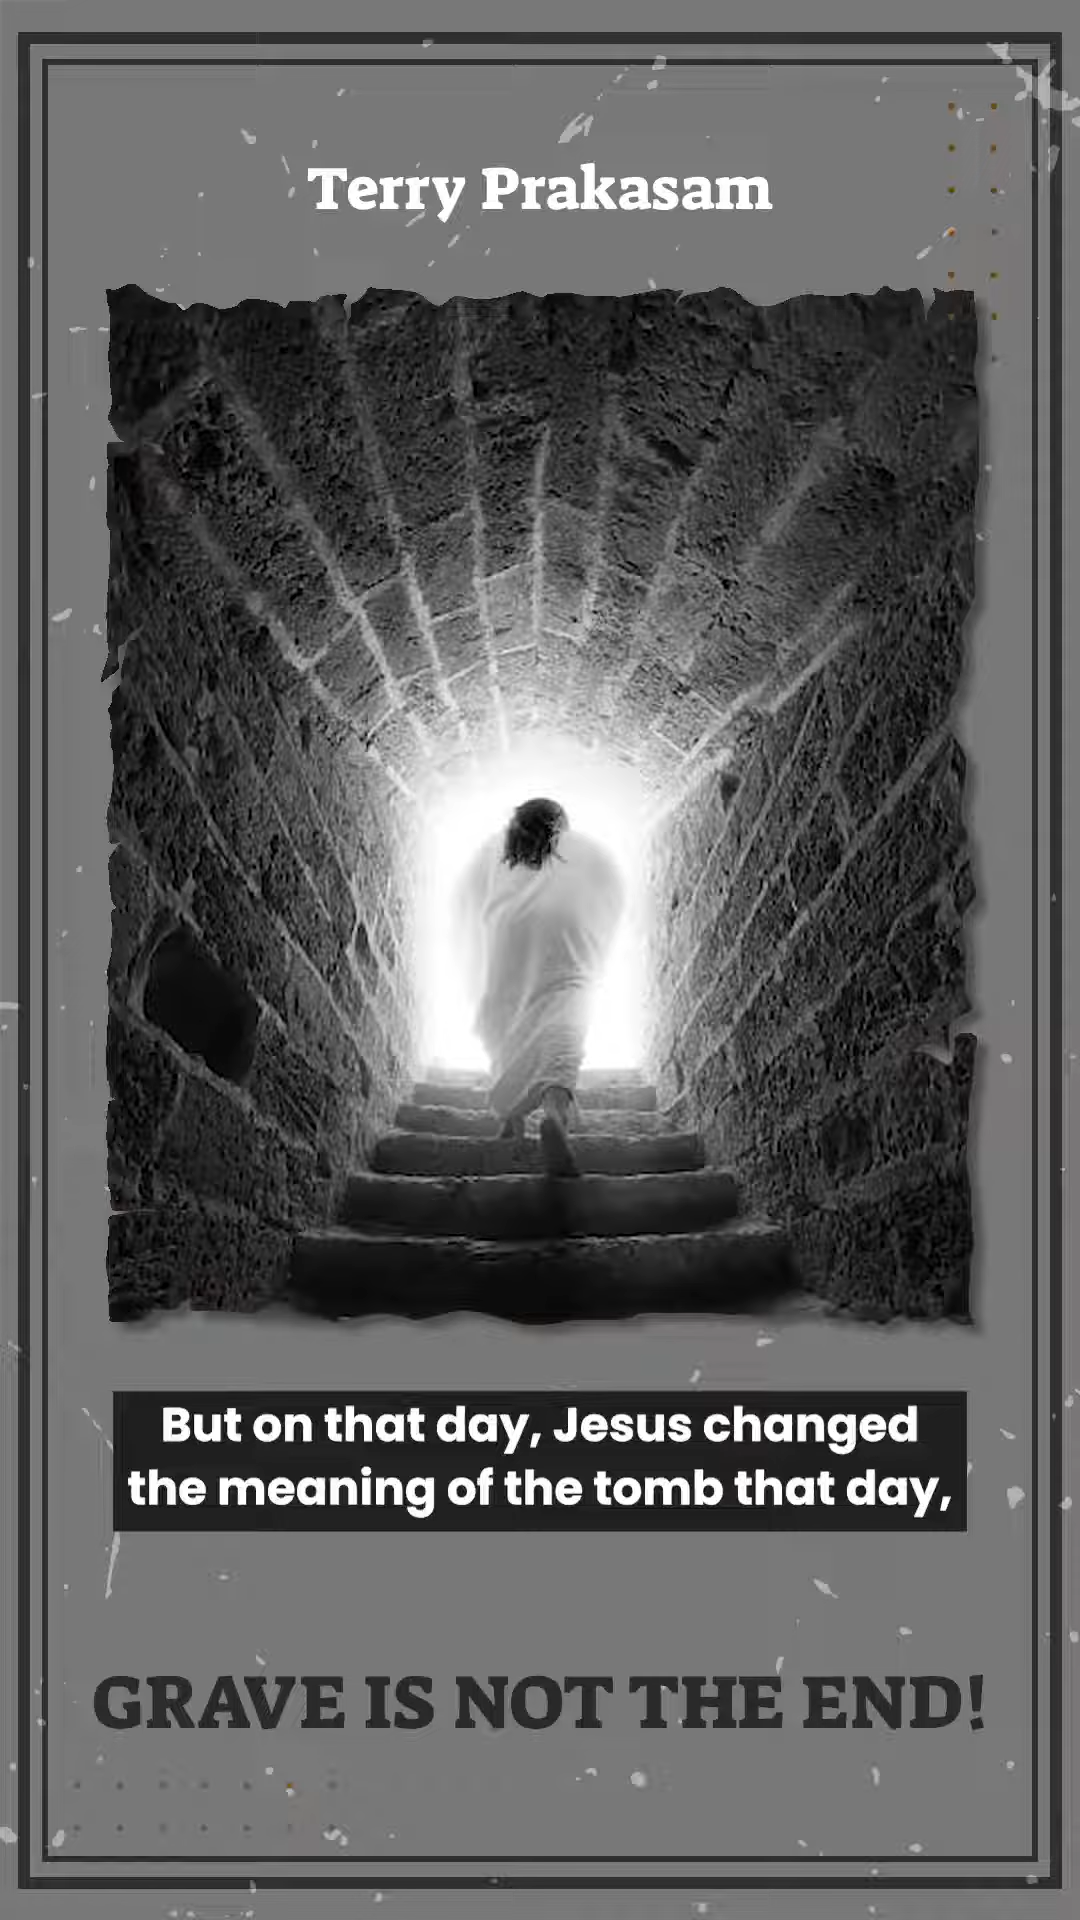 Terry Prakasam
But on that day, Jesus changed
the meaning of the tomb that day,
GRAVE IS NOT THE END!